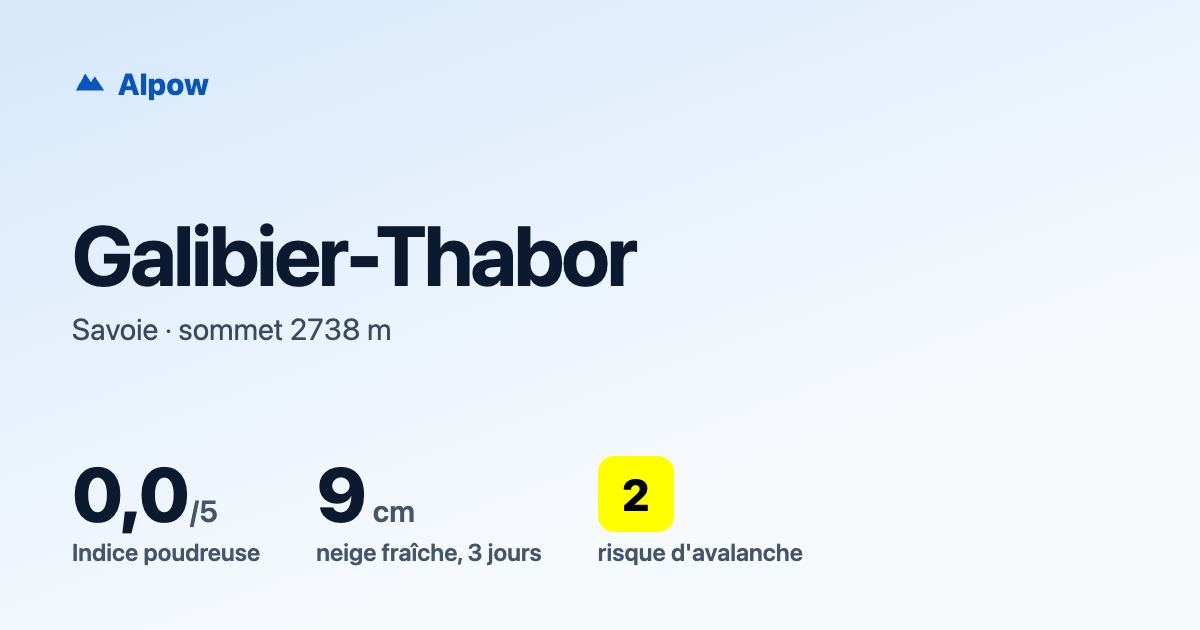 Alpow
Galibier-Thabor
Savoie · sommet 2738 m
0,0/5
Indice poudreuse
9 cm
neige fraîche, 3 jours
2
risque d'avalanche